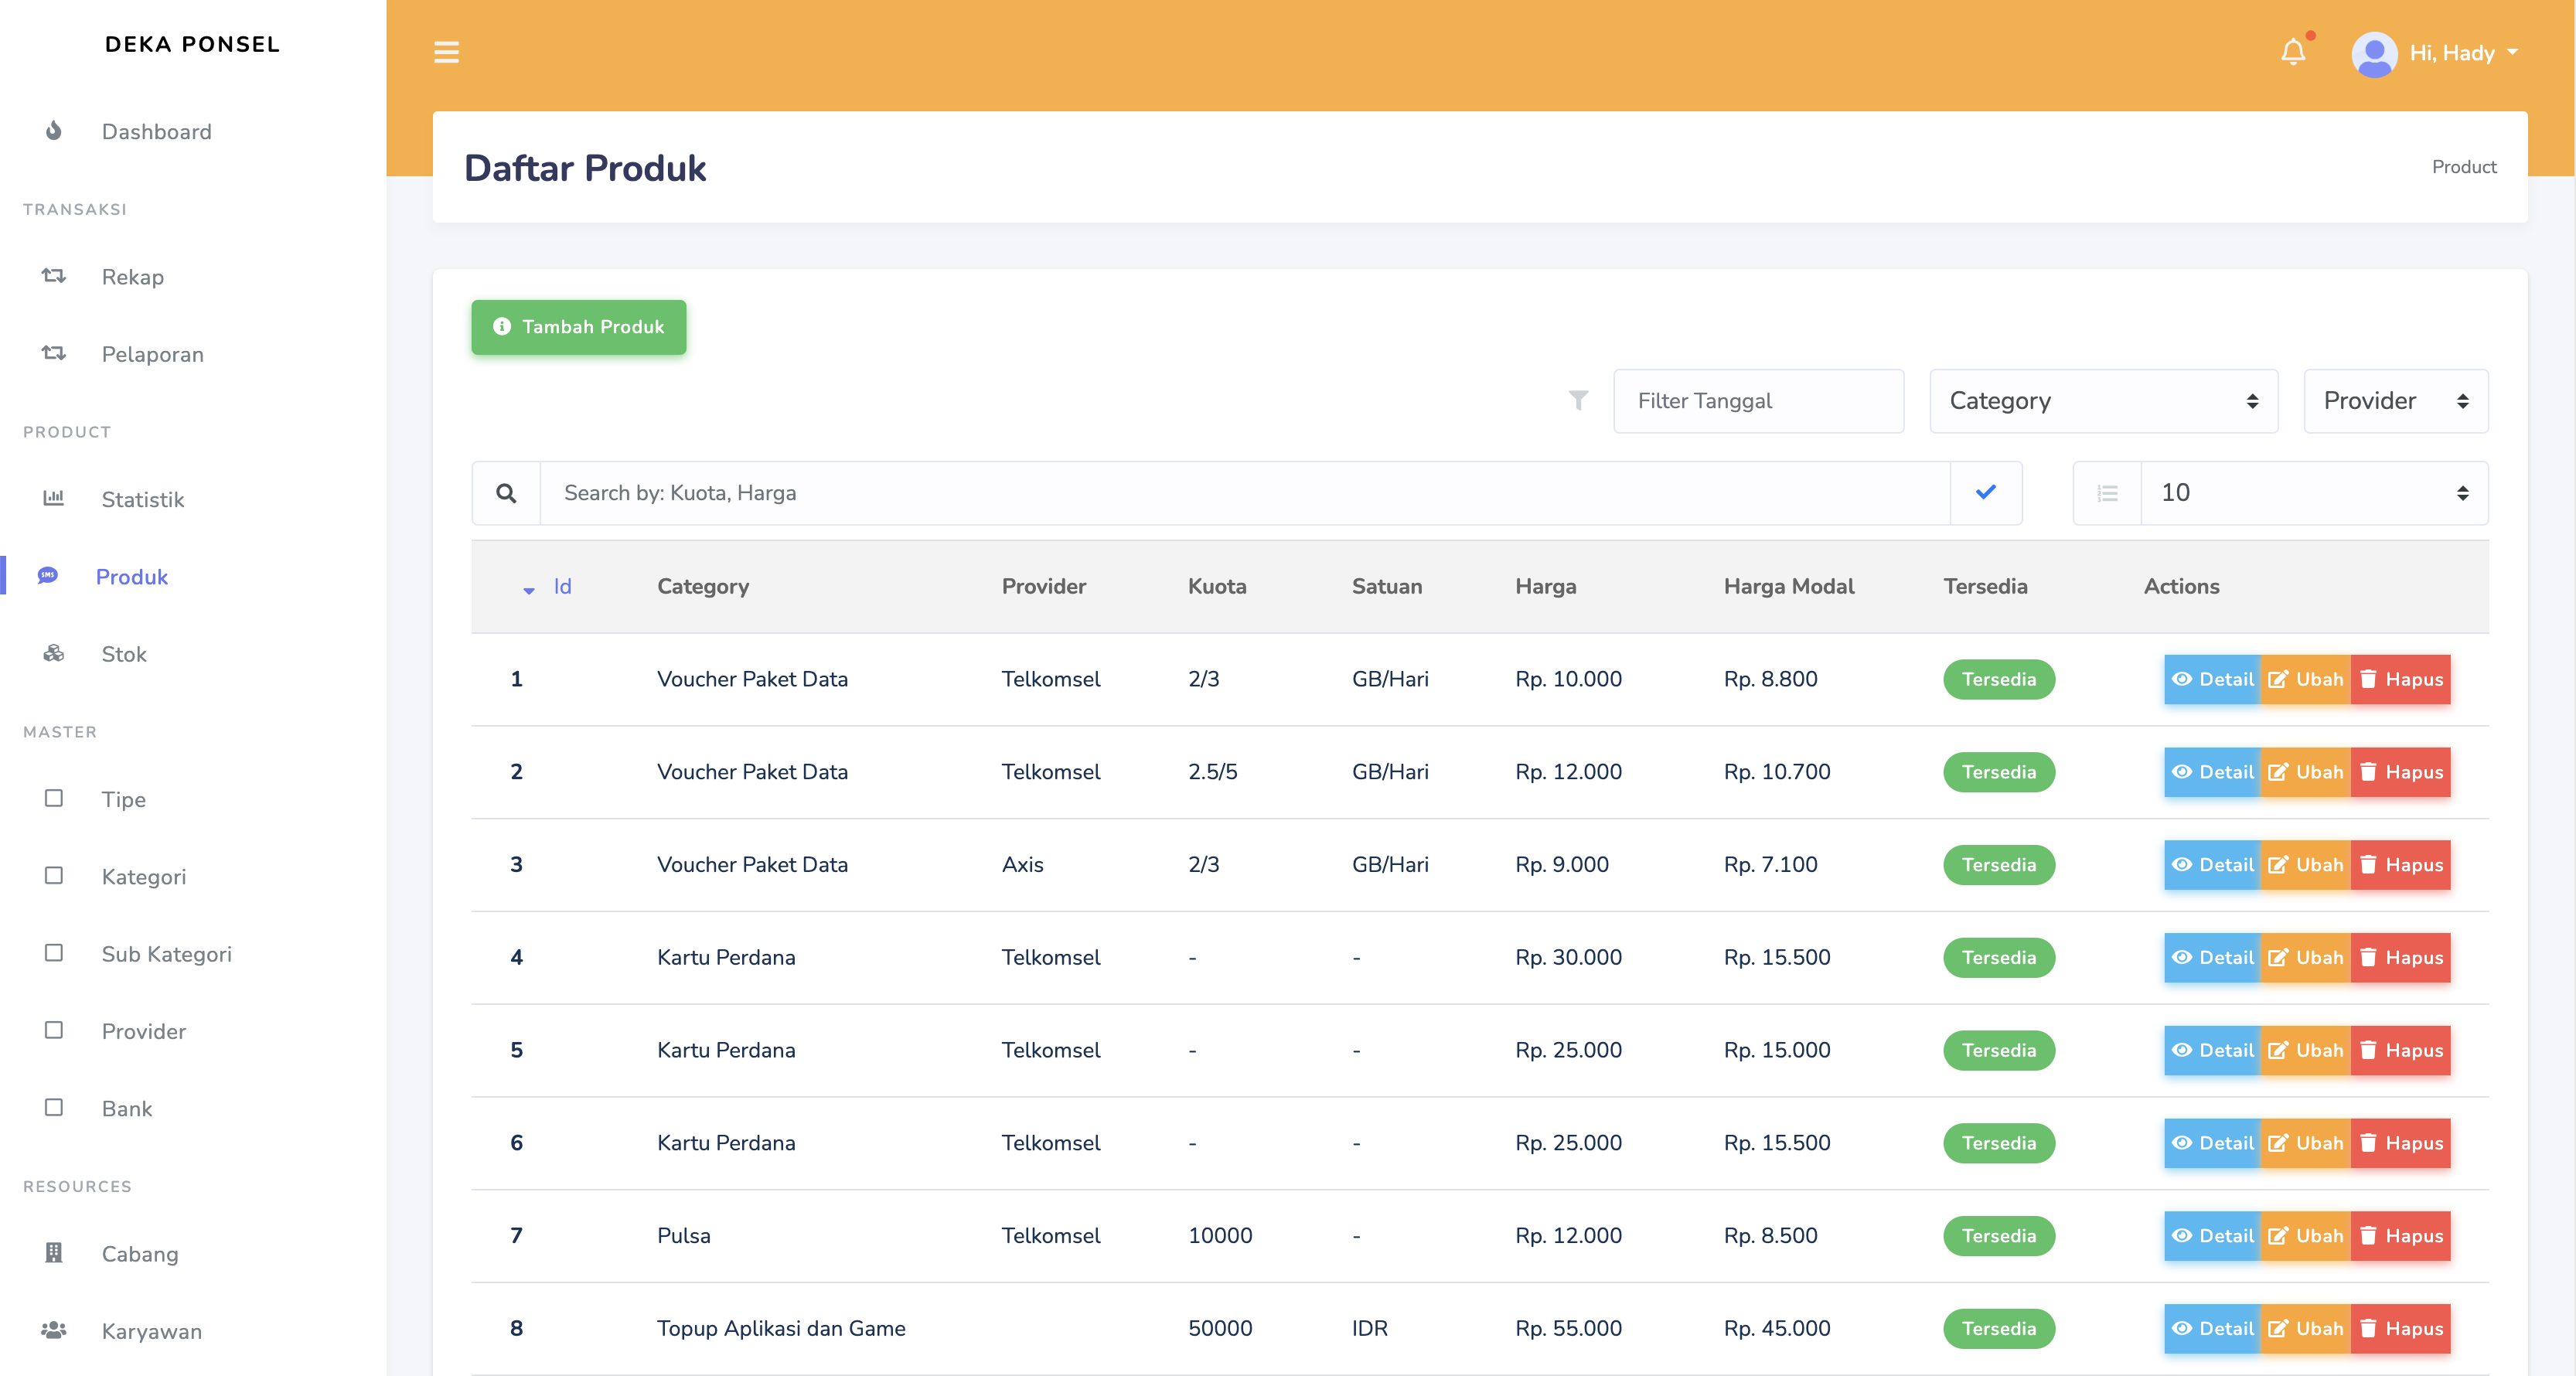 DEKA PONSEL
Hi, Hady
Dashboard
TRANSAKSI
Rekap
Pelaporan
PRODUCT
Statistik
SMS
Produk
Stok
MASTER
Tipe
Kategori
Sub Kategori
Provider
Bank
RESOURCES
Cabang
Karyawan
Daftar Produk
Product
Tambah Produk
Filter Tanggal Category Provider
Search by: Kuota, Harga 10
Id Category Provider Kuota Satuan Harga Harga Modal Tersedia Actions
1 Voucher Paket Data Telkomsel 2/3 GB/Hari Rp. 10.000 Rp. 8.800 Tersedia Detail Ubah Hapus
2 Voucher Paket Data Telkomsel 2.5/5 GB/Hari Rp. 12.000 Rp. 10.700 Tersedia Detail Ubah Hapus
3 Voucher Paket Data Axis 2/3 GB/Hari Rp. 9.000 Rp. 7.100 Tersedia Detail Ubah Hapus
4 Kartu Perdana Telkomsel - - Rp. 30.000 Rp. 15.500 Tersedia Detail Ubah Hapus
5 Kartu Perdana Telkomsel - - Rp. 25.000 Rp. 15.000 Tersedia Detail Ubah Hapus
6 Kartu Perdana Telkomsel - - Rp. 25.000 Rp. 15.500 Tersedia Detail Ubah Hapus
7 Pulsa Telkomsel 10000 - Rp. 12.000 Rp. 8.500 Tersedia Detail Ubah Hapus
8 Topup Aplikasi dan Game 50000 IDR Rp. 55.000 Rp. 45.000 Tersedia Detail Ubah Hapus